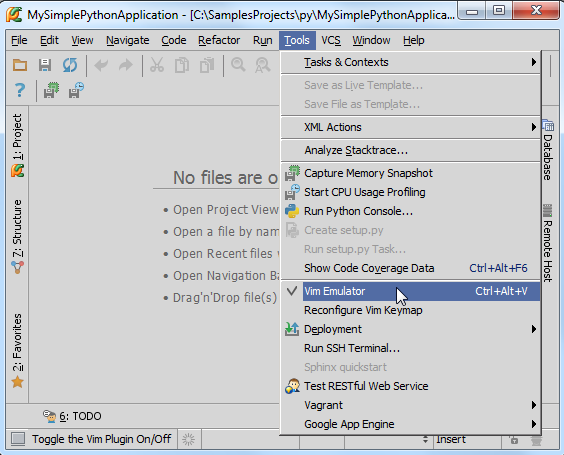 MySimplePythonApplication - [C:\SamplesProjects\py\MySimplePythonApplica...
File Edit View Navigate Code Refactor Run Tools VCS Window Help
Tasks & Contexts
Save as Live Template...
Save File as Template...
XML Actions
Analyze Stacktrace...
Capture Memory Snapshot
Start CPU Usage Profiling
Run Python Console...
Create setup.py
Run setup.py Task...
Show Code Coverage Data Ctrl+Alt+F6
Vim Emulator Ctrl+Alt+V
Reconfigure Vim Keymap
Deployment
Run SSH Terminal...
Sphinx quickstart
Test RESTful Web Service
Vagrant
Google App Engine
1: Project
Z: Structure
2: Favorites
No files are o
• Open Project View
• Open a file by nam
• Open Recent files
• Open Navigation Ba
• Drag'n'Drop file(s)
Database
Remote Host
6: TODO
Toggle the Vim Plugin On/Off
Insert